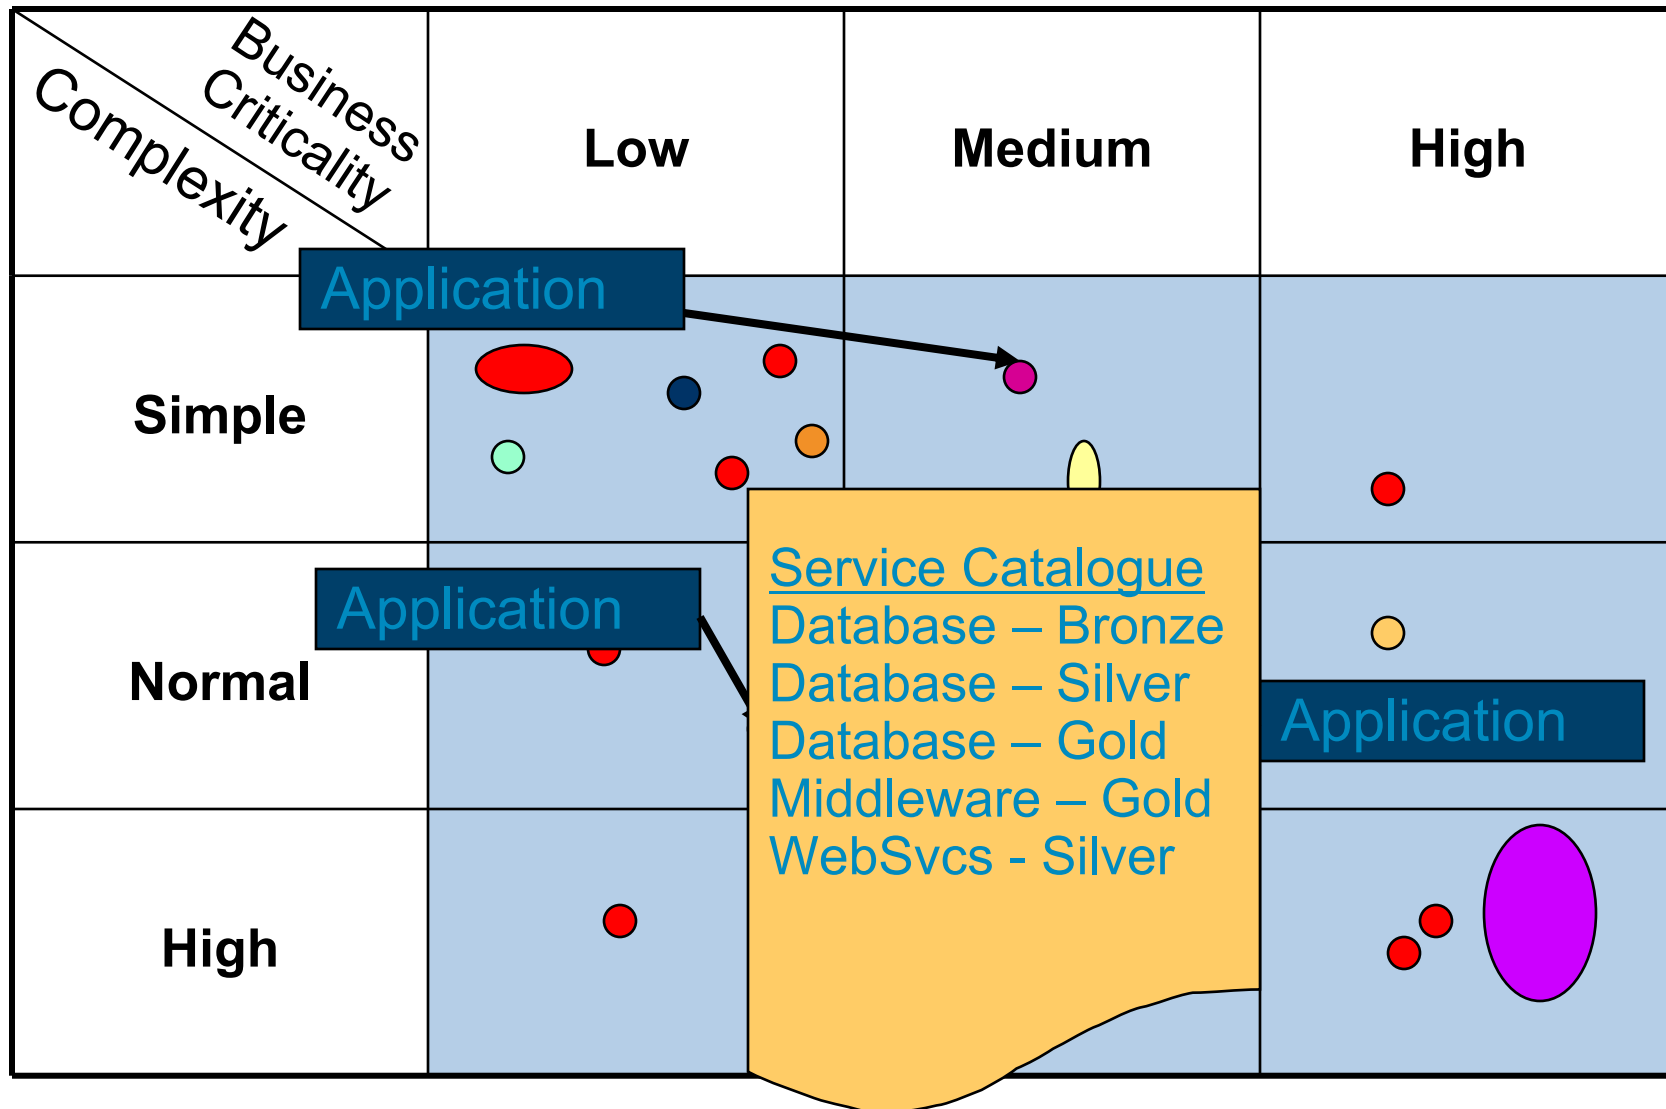 Business
Criticality
Complexity
Low
Medium
High
Application
Simple
Normal
Application
Service Catalogue
Database – Bronze
Database – Silver
Database – Gold
Middleware – Gold
WebSvcs - Silver
Application
High